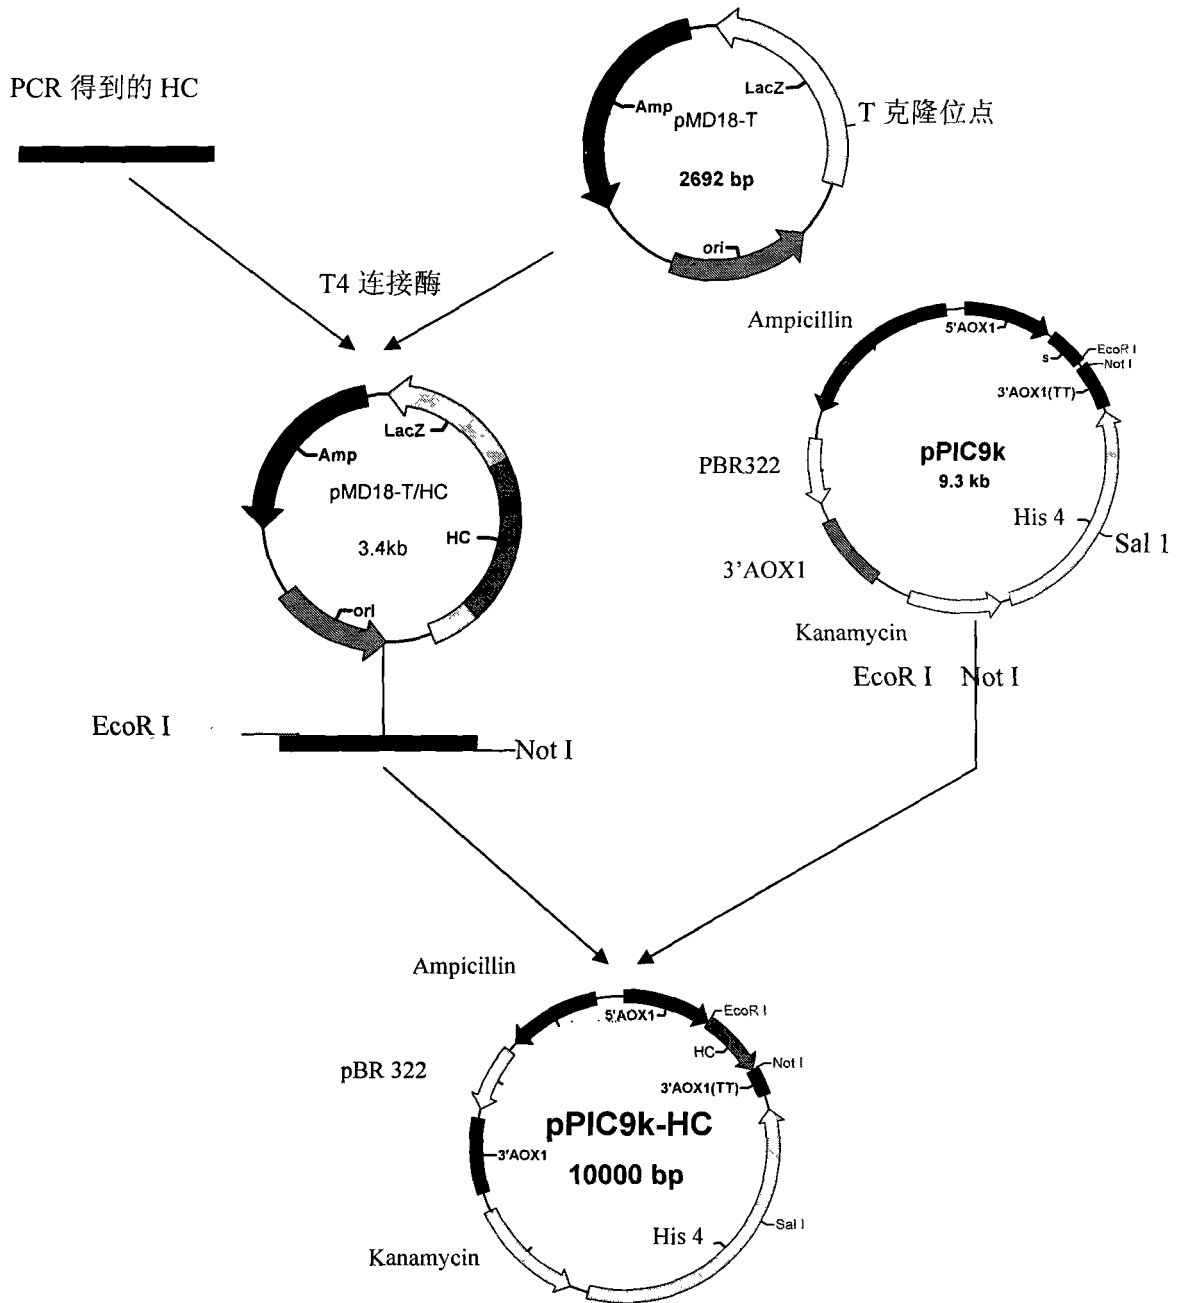 PCR 得到的 HC
LacZ
Amp
pMD18-T
T 克隆位点
2692 bp
ori
T4 连接酶
Ampicillin
5'AOX1
s
EcoR I
Not I
3'AOX1(TT)
LacZ
Amp
pMD18-T/HC
HC
3.4kb
ori
PBR322
pPIC9k
9.3 kb
His 4
Sal 1
3'AOX1
Kanamycin
EcoR I Not I
EcoR I
Not I
Ampicillin
5'AOX1
EcoR I
HC
Not I
3'AOX1(TT)
pBR 322
pPIC9k-HC
3'AOX1
10000 bp
Sal I
His 4
Kanamycin